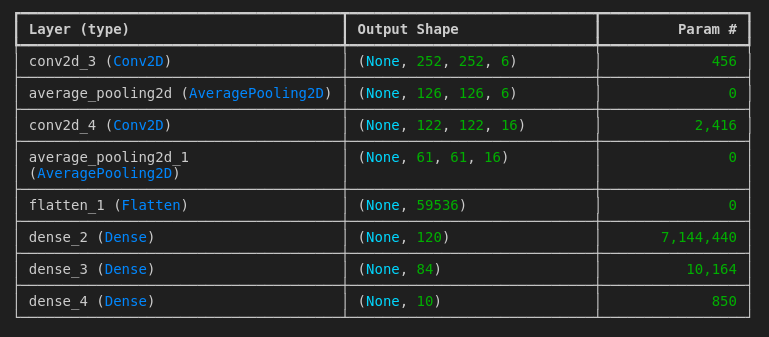 Layer (type) Output Shape Param #
conv2d_3 (Conv2D) (None, 252, 252, 6) 456
average_pooling2d (AveragePooling2D) (None, 126, 126, 6) 0
conv2d_4 (Conv2D) (None, 122, 122, 16) 2,416
average_pooling2d_1 (None, 61, 61, 16) 0
(AveragePooling2D)
flatten_1 (Flatten) (None, 59536) 0
dense_2 (Dense) (None, 120) 7,144,440
dense_3 (Dense) (None, 84) 10,164
dense_4 (Dense) (None, 10) 850